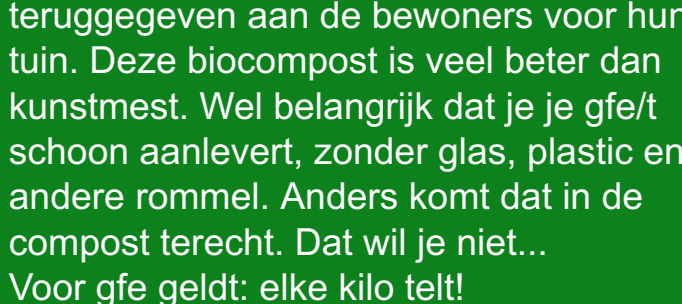 teruggegeven aan de bewoners voor hun
tuin. Deze biocompost is veel beter dan
kunstmest. Wel belangrijk dat je je gfe/t
schoon aanlevert, zonder glas, plastic en
andere rommel. Anders komt dat in de
compost terecht. Dat wil je niet...
Voor gfe geldt: elke kilo telt!